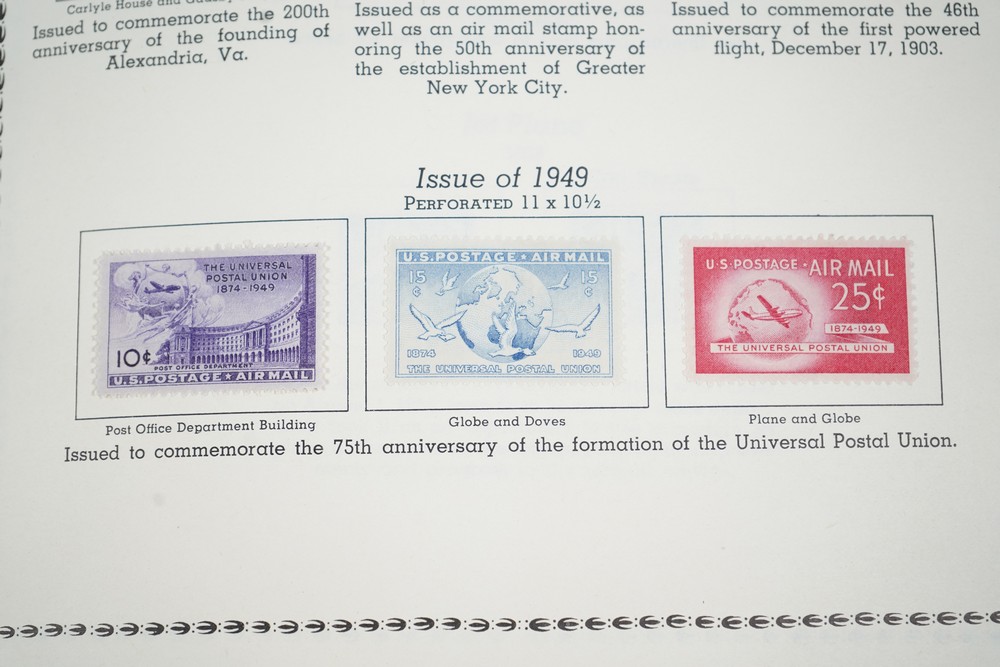 Carlyle House and
Issued to commemorate the 200th
anniversary of the founding of
Alexandria, Va.
Issued as a commemorative, as
well as an air mail stamp hon-
oring the 50th anniversary of
the establishment of Greater
New York City.
Issued to commemorate the 46th
anniversary of the first powered
flight, December 17, 1903.
Issue of 1949
PERFORATED 11 x 10½
THE UNIVERSAL
POSTAL UNION
1874-1949
10¢
POST OFFICE DEPARTMENT
U.S. POSTAGE ★ AIR MAIL
Post Office Department Building
U.S. POSTAGE • AIR MAIL
15 ¢ 15 ¢
1874 1949
THE UNIVERSAL POSTAL UNION
Globe and Doves
U·S·POSTAGE · AIR MAIL
25¢
1874-1949
THE UNIVERSAL POSTAL UNION
Plane and Globe
Issued to commemorate the 75th anniversary of the formation of the Universal Postal Union.